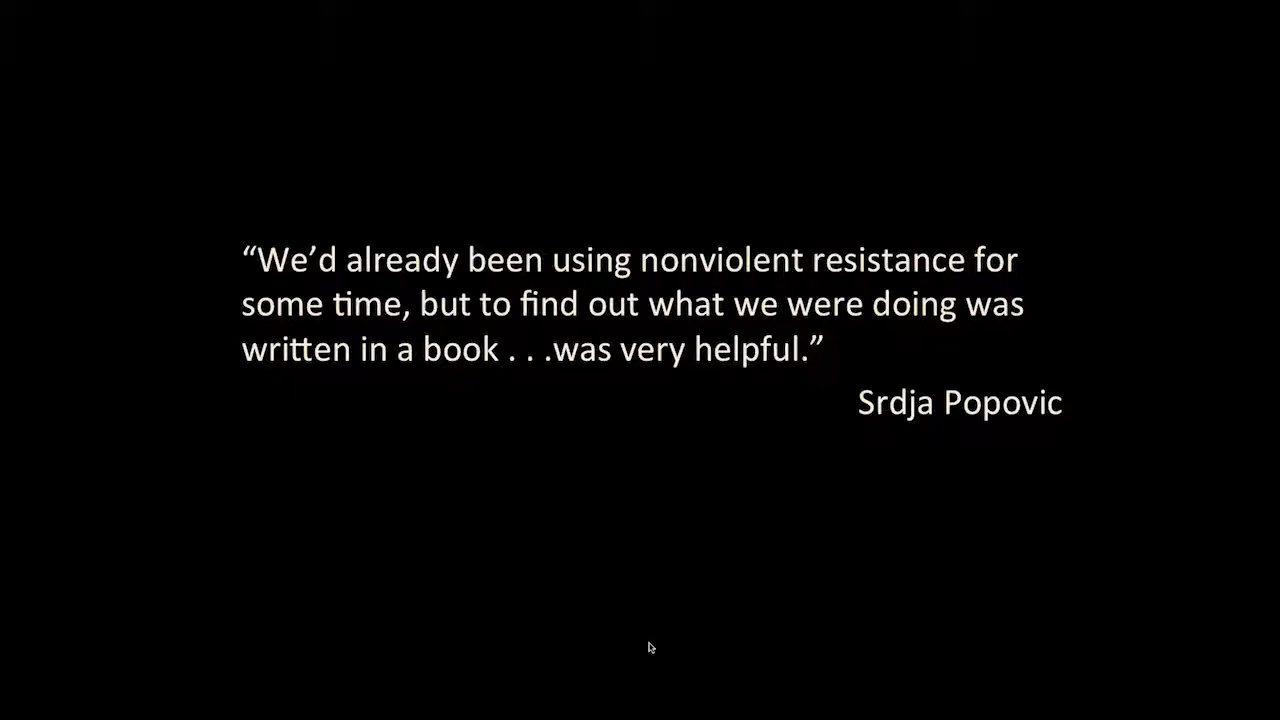 “We’d already been using nonviolent resistance for
some time, but to find out what we were doing was
written in a book . . .was very helpful.”
Srdja Popovic